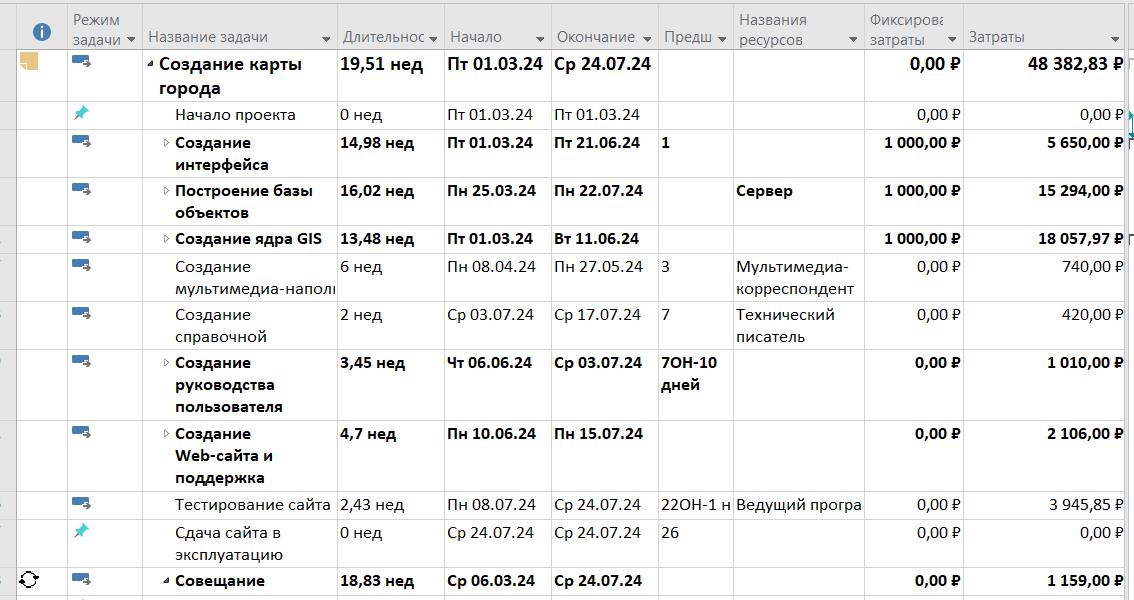 Режим задачи Название задачи Длительнос Начало Окончание Предш Названия ресурсов Фиксирова затраты Затраты
Создание карты города 19,51 нед Пт 01.03.24 Ср 24.07.24 0,00 ₽ 48 382,83 ₽
Начало проекта 0 нед Пт 01.03.24 Пт 01.03.24 0,00 ₽ 0,00 ₽
Создание интерфейса 14,98 нед Пт 01.03.24 Пт 21.06.24 1 1 000,00 ₽ 5 650,00 ₽
Построение базы объектов 16,02 нед Пн 25.03.24 Пн 22.07.24 Сервер 1 000,00 ₽ 15 294,00 ₽
Создание ядра GIS 13,48 нед Пт 01.03.24 Вт 11.06.24 1 000,00 ₽ 18 057,97 ₽
Создание мультимедиа-напол 6 нед Пн 08.04.24 Пн 27.05.24 3 Мультимедиа-корреспондент 0,00 ₽ 740,00 ₽
Создание справочной 2 нед Ср 03.07.24 Ср 17.07.24 7 Технический писатель 0,00 ₽ 420,00 ₽
Создание руководства пользователя 3,45 нед Чт 06.06.24 Ср 03.07.24 7ОН-10 дней 0,00 ₽ 1 010,00 ₽
Создание Web-сайта и поддержка 4,7 нед Пн 10.06.24 Пн 15.07.24 0,00 ₽ 2 106,00 ₽
Тестирование сайта 2,43 нед Пн 08.07.24 Ср 24.07.24 22ОН-1 н Ведущий програ 0,00 ₽ 3 945,85 ₽
Сдача сайта в эксплуатацию 0 нед Ср 24.07.24 Ср 24.07.24 26 0,00 ₽ 0,00 ₽
Совещание 18,83 нед Ср 06.03.24 Ср 24.07.24 0,00 ₽ 1 159,00 ₽